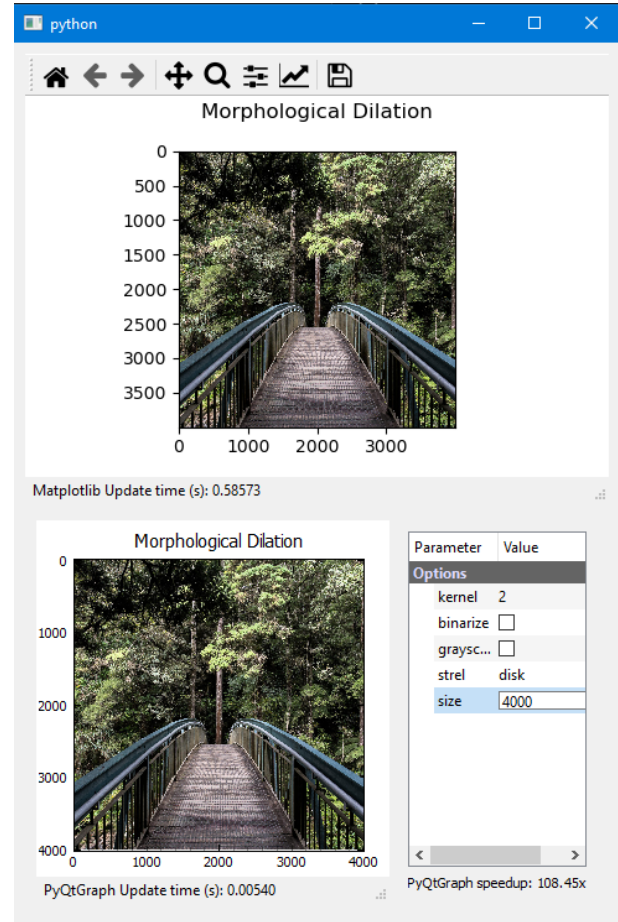 python
Morphological Dilation
0
500
1000
1500
2000
2500
3000
3500
0 1000 2000 3000
Matplotlib Update time (s): 0.58573
Morphological Dilation
0
1000
2000
3000
4000
0 1000 2000 3000 4000
PyQtGraph Update time (s): 0.00540
Parameter Value
Options
kernel 2
binarize
graysc...
strel disk
size 4000
PyQtGraph speedup: 108.45x